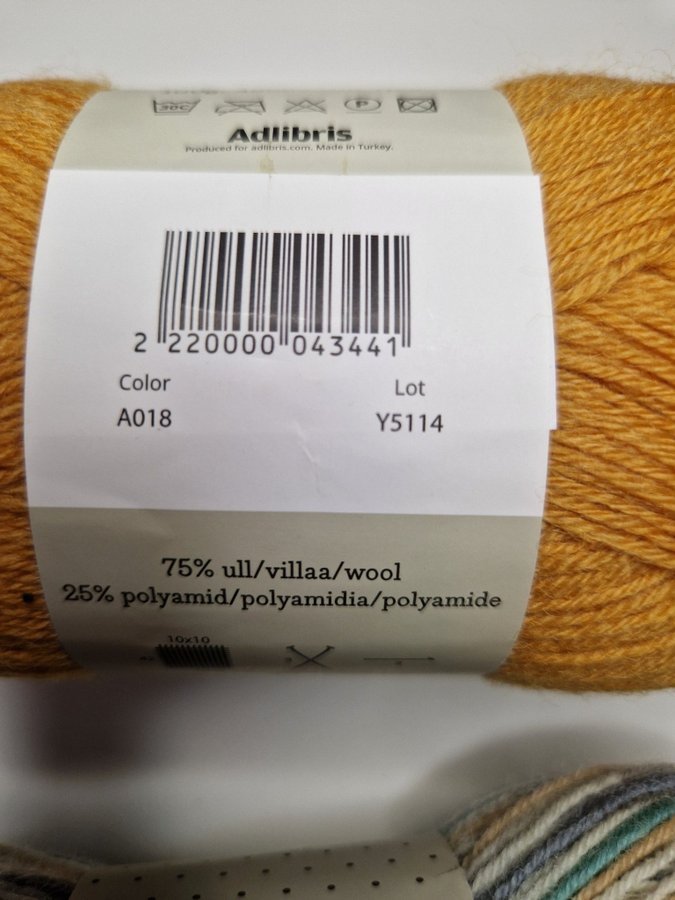 30C
P
Adlibris
Produced for adlibris.com. Made in Turkey.
2 220000 043441
Color Lot
A018 Y5114
75% ull/villaa/wool
25% polyamid/polyamidia/polyamide
10x10